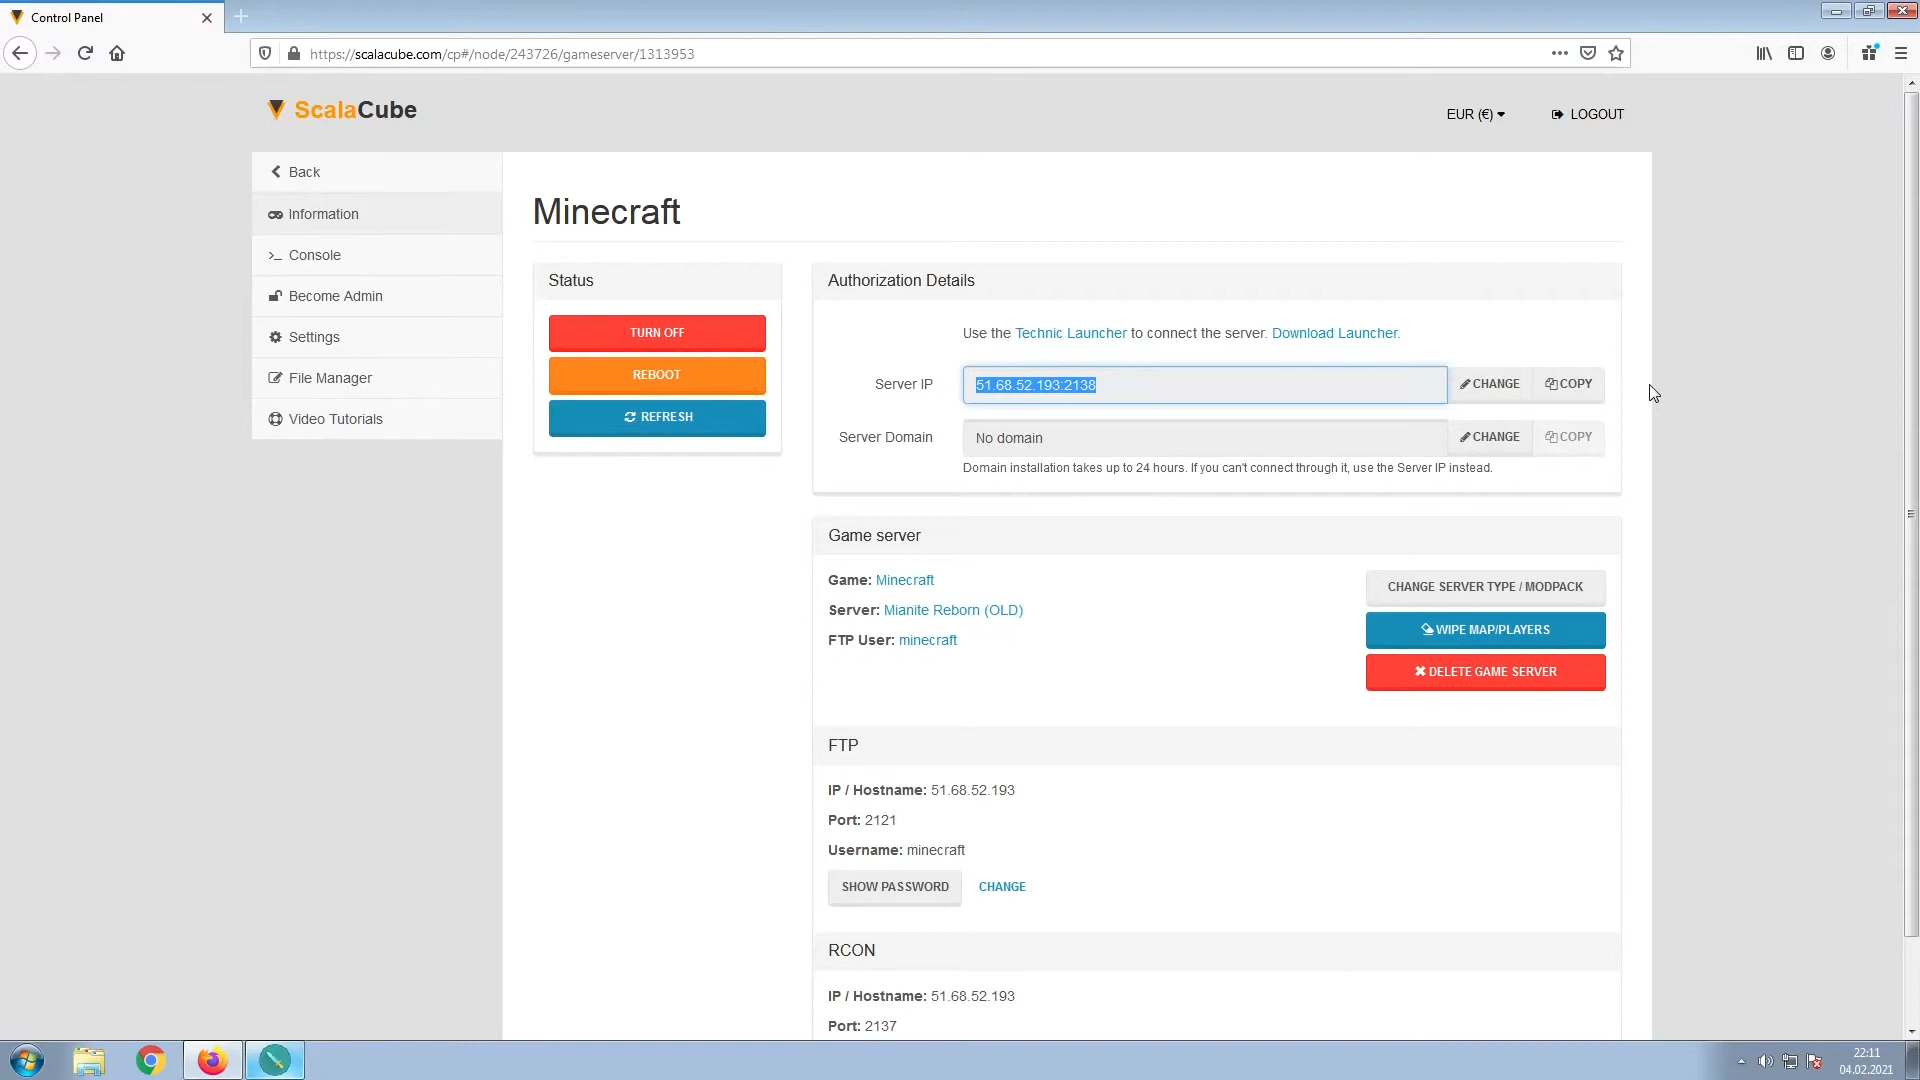 Control Panel
https://scalacube.com/cp#/node/243726/gameserver/1313953
ScalaCube
EUR (€)
LOGOUT
Back
Information
Console
Become Admin
Settings
File Manager
Video Tutorials
Minecraft
Status
TURN OFF
REBOOT
REFRESH
Authorization Details
Use the Technic Launcher to connect the server. Download Launcher.
Server IP
51.68.52.193:2138
CHANGE
COPY
Server Domain
No domain
CHANGE
COPY
Domain installation takes up to 24 hours. If you can't connect through it, use the Server IP instead.
Game server
Game: Minecraft
Server: Mianite Reborn (OLD)
FTP User: minecraft
CHANGE SERVER TYPE / MODPACK
WIPE MAP/PLAYERS
DELETE GAME SERVER
FTP
IP / Hostname: 51.68.52.193
Port: 2121
Username: minecraft
SHOW PASSWORD
CHANGE
RCON
IP / Hostname: 51.68.52.193
Port: 2137
22:11
04.02.2021